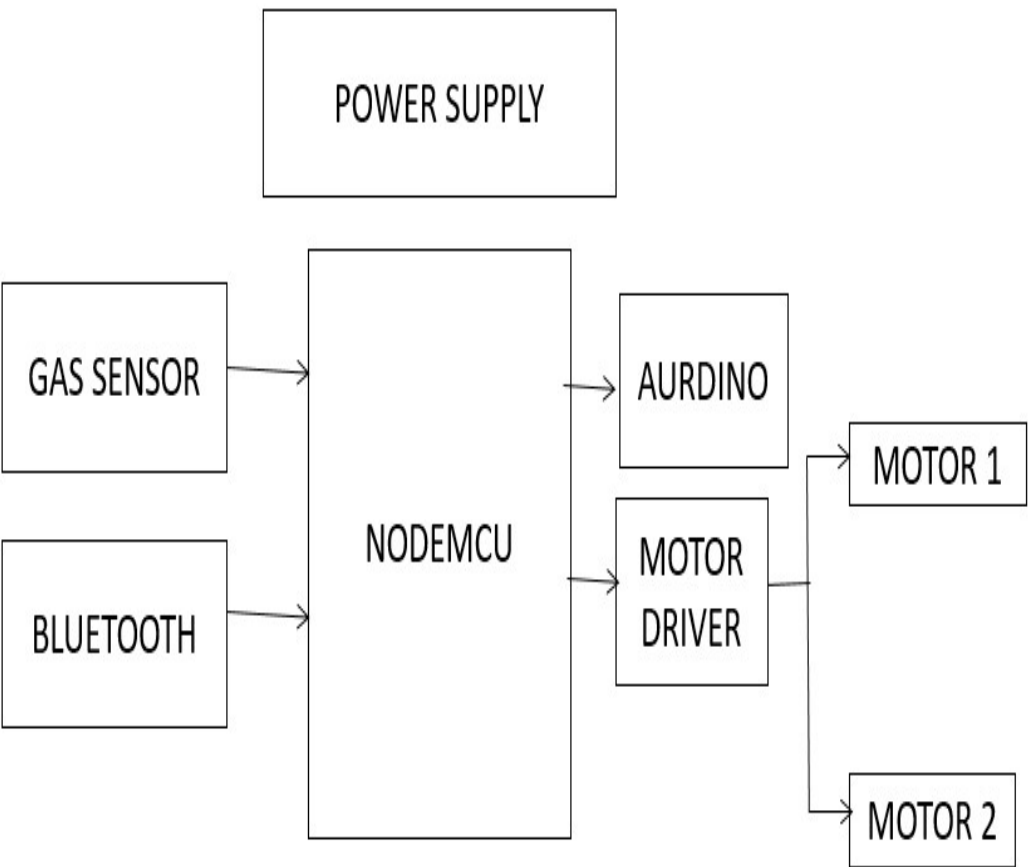 POWER SUPPLY
GAS SENSOR
BLUETOOTH
NODEMCU
AURDINO
MOTOR
DRIVER
MOTOR 1
MOTOR 2